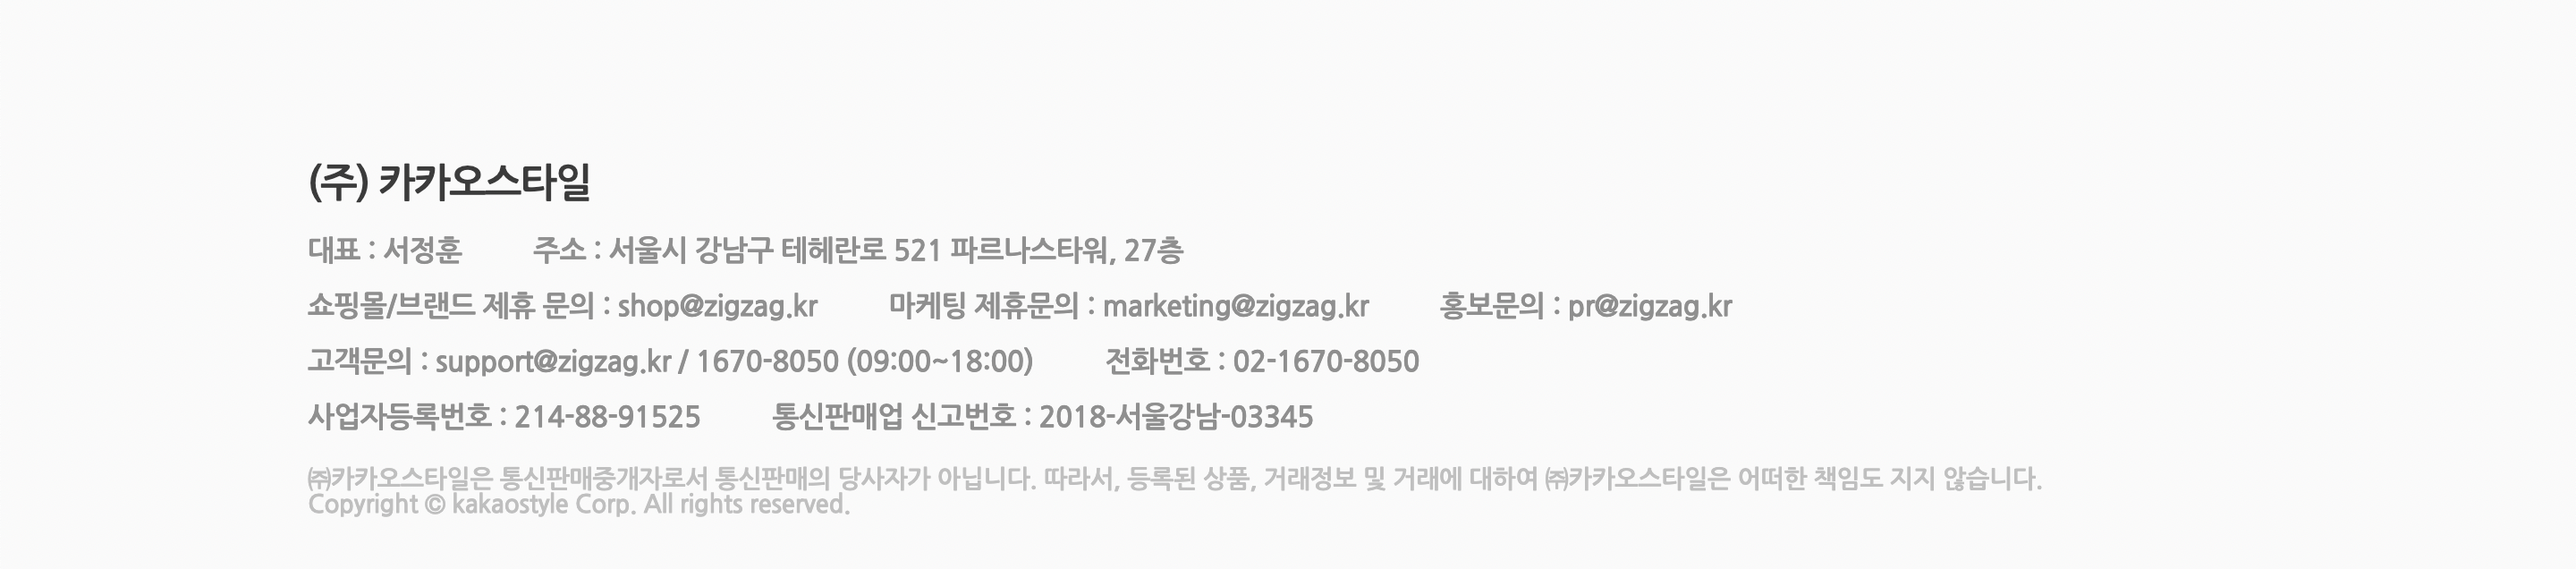 (주) 카카오스타일
대표 : 서정훈 주소 : 서울시 강남구 테헤란로 521 파르나스타워, 27층
쇼핑몰/브랜드 제휴 문의 : shop@zigzag.kr 마케팅 제휴문의 : marketing@zigzag.kr 홍보문의 : pr@zigzag.kr
고객문의 : support@zigzag.kr / 1670-8050 (09:00~18:00) 전화번호 : 02-1670-8050
사업자등록번호 : 214-88-91525 통신판매업 신고번호 : 2018-서울강남-03345
㈜카카오스타일은 통신판매중개자로서 통신판매의 당사자가 아닙니다. 따라서, 등록된 상품, 거래정보 및 거래에 대하여 ㈜카카오스타일은 어떠한 책임도 지지 않습니다.
Copyright © kakaostyle Corp. All rights reserved.